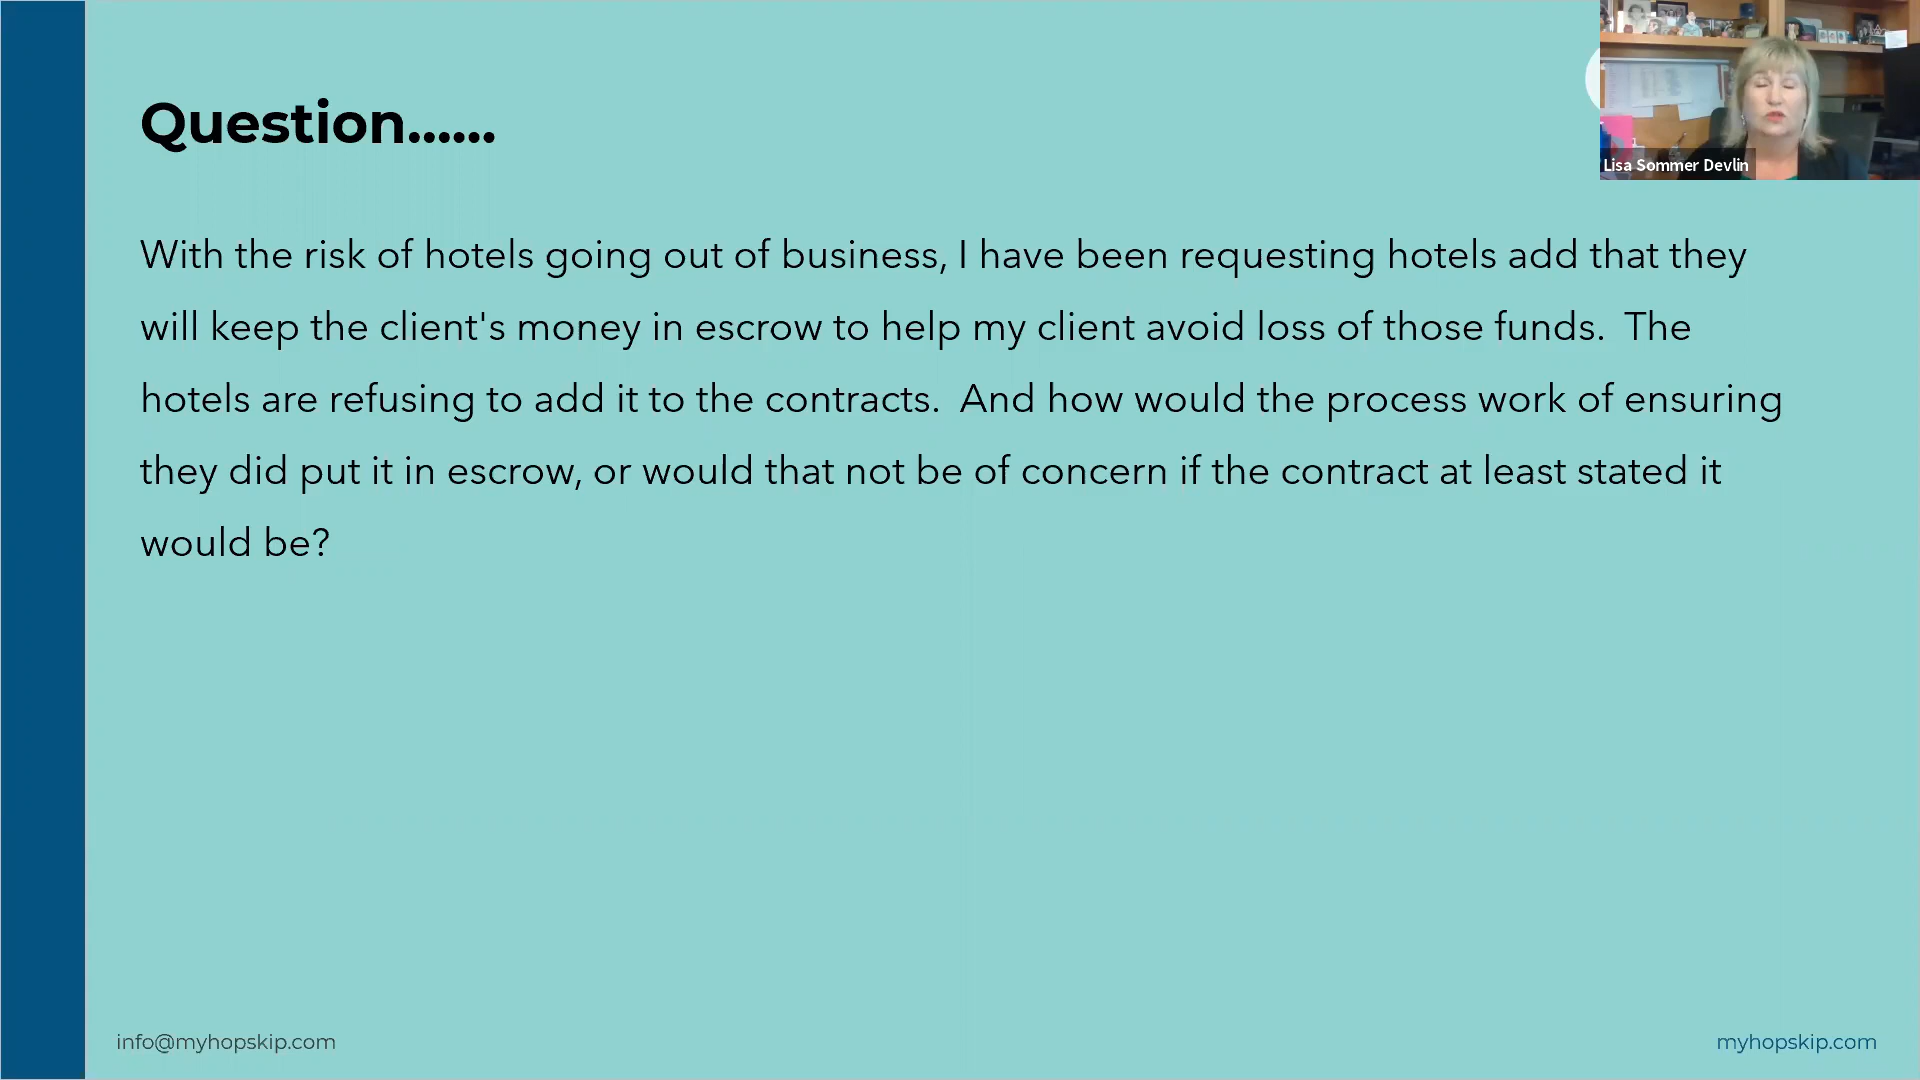 Question......
Lisa Sommer Devlin
With the risk of hotels going out of business, I have been requesting hotels add that they
will keep the client's money in escrow to help my client avoid loss of those funds.  The
hotels are refusing to add it to the contracts.  And how would the process work of ensuring
they did put it in escrow, or would that not be of concern if the contract at least stated it
would be?
info@myhopskip.com
myhopskip.com